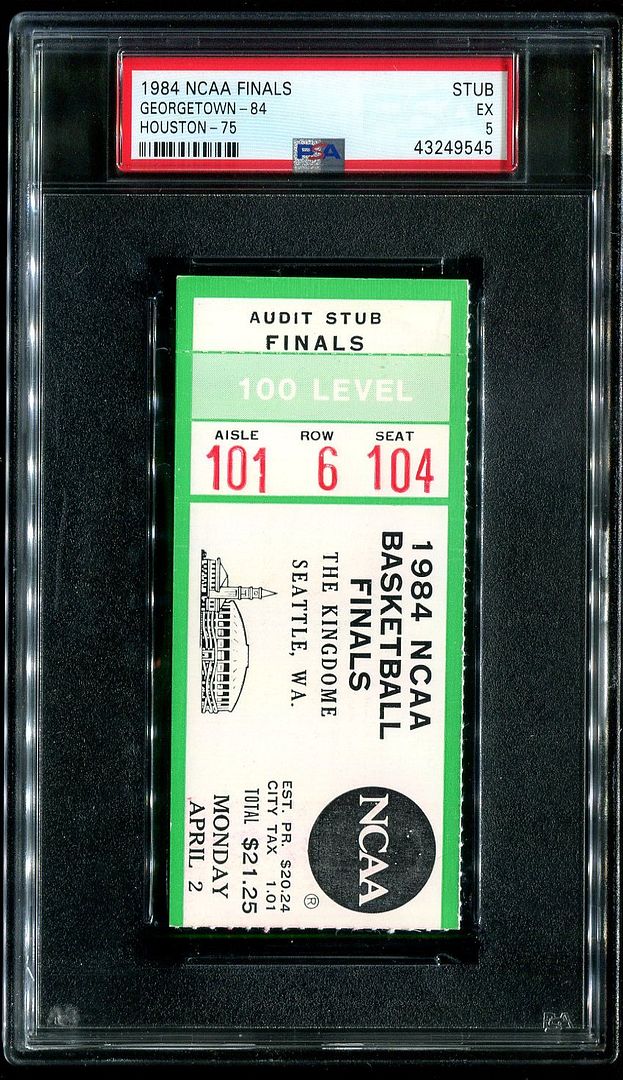 1984 NCAA FINALS STUB
GEORGETOWN - 84 EX
HOUSTON - 75 5
PSA 43249545
AUDIT STUB
FINALS
100 LEVEL
AISLE ROW SEAT
101 6 104
1984 NCAA
BASKETBALL
FINALS
THE KINGDOME
SEATTLE, WA.
NCAA
®
EST. PR. $20.24
CITY TAX 1.01
TOTAL $21.25
MONDAY
APRIL 2
PSA